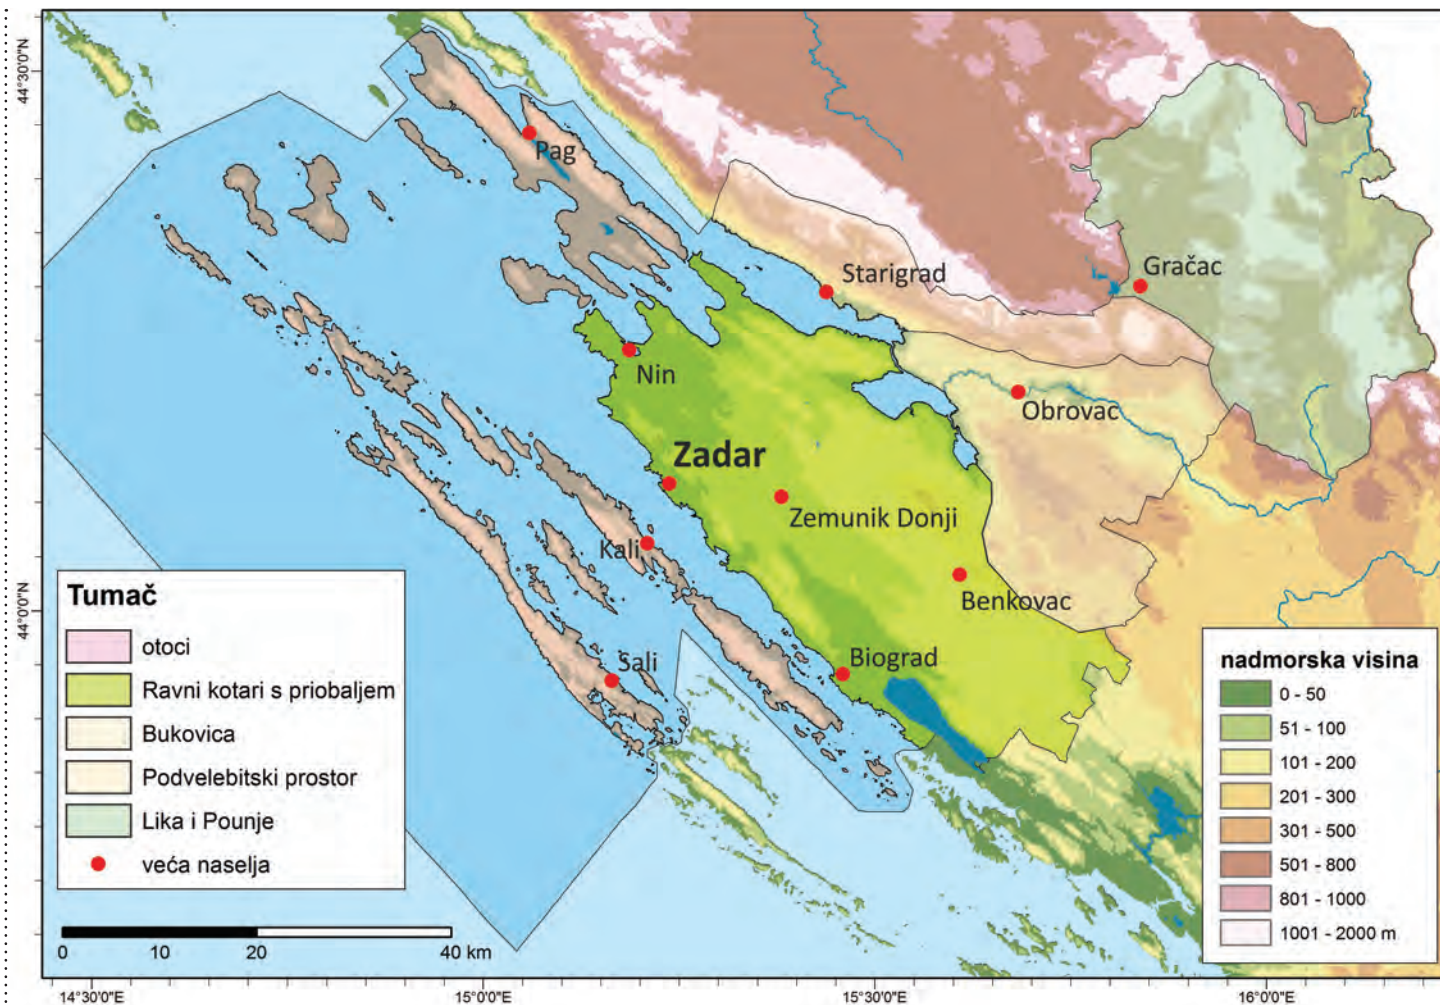 44°30'0"N
44°0'0"N
Pag
Starigrad
Gračac
Nin
Obrovac
Zadar
Zemunik Donji
Kali
Benkovac
Sali
Biograd
Tumač
otoci
Ravni kotari s priobaljem
Bukovica
Podvelebitski prostor
Lika i Pounje
veća naselja
0 20 40 km
nadmorska visina
0 - 50
51 - 100
101 - 200
201 - 300
301 - 500
501 - 800
801 - 1000
1001 - 2000 m
14°30'0"E 15°0'0"E 15°30'0"E 16°0'0"E